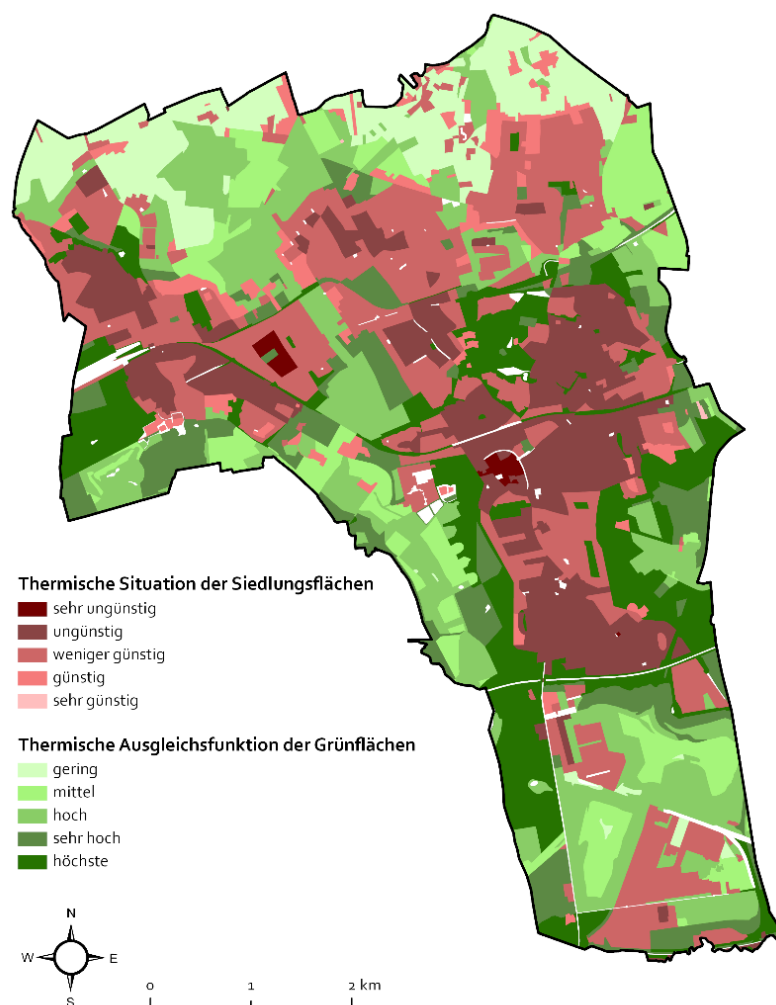 Thermische Situation der Siedlungsflächen
sehr ungünstig
ungünstig
weniger günstig
günstig
sehr günstig
Thermische Ausgleichsfunktion der Grünflächen
gering
mittel
hoch
sehr hoch
höchste
N
W
E
S
0 1 2 km